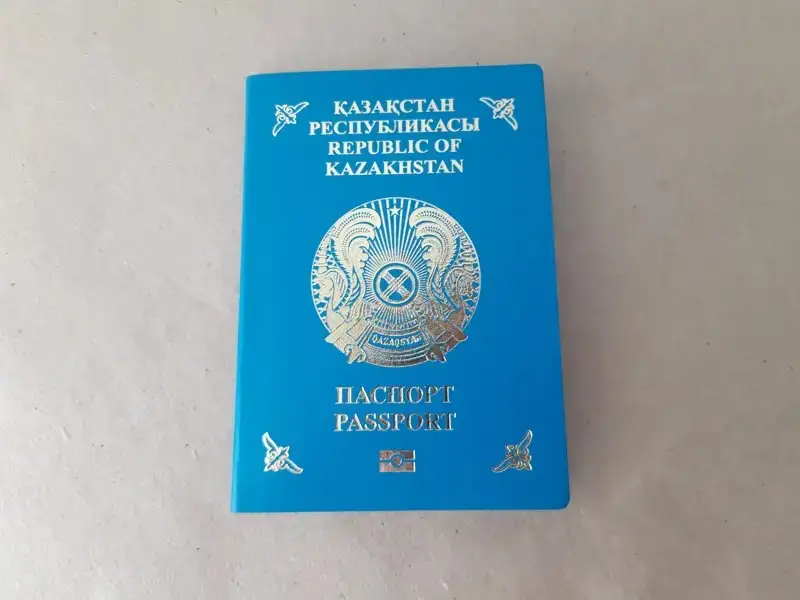 ҚАЗАҚСТАН
РЕСПУБЛИКАСЫ
REPUBLIC OF
KAZAKHSTAN
QAZAQSTAN
ПАСПОРТ
PASSPORT